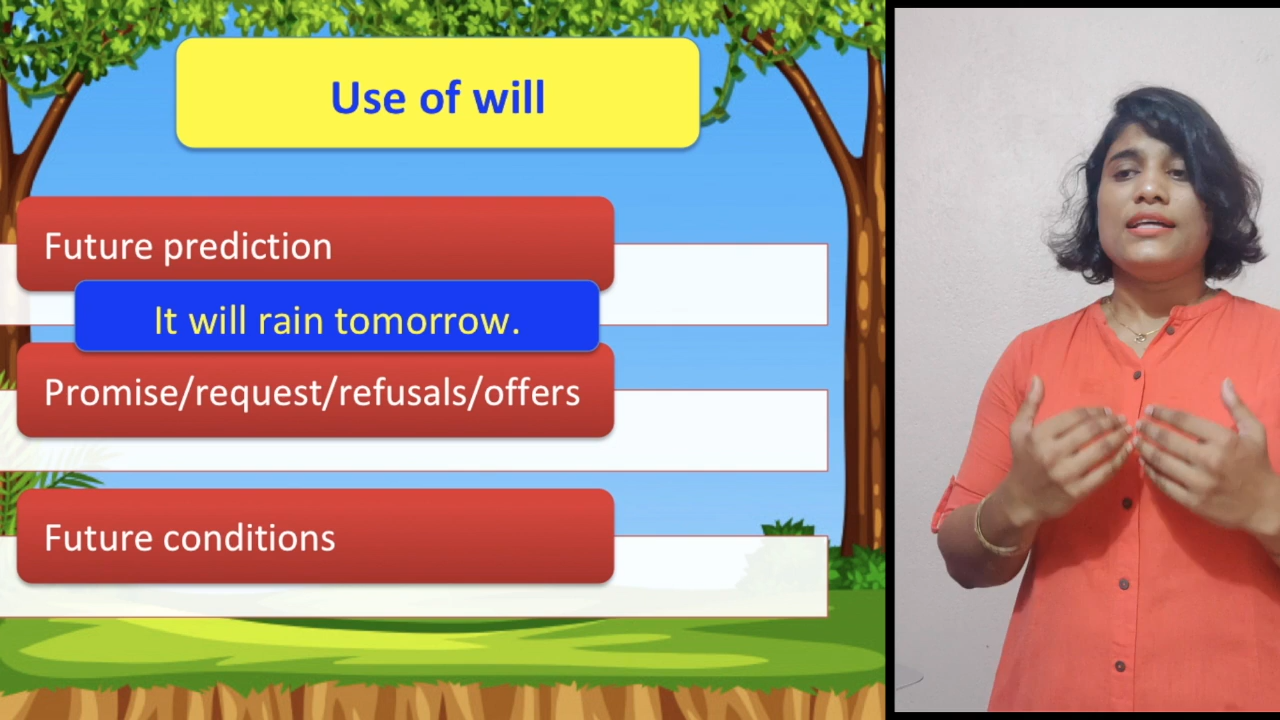 Use of will
Future prediction
It will rain tomorrow.
Promise/request/refusals/offers
Future conditions